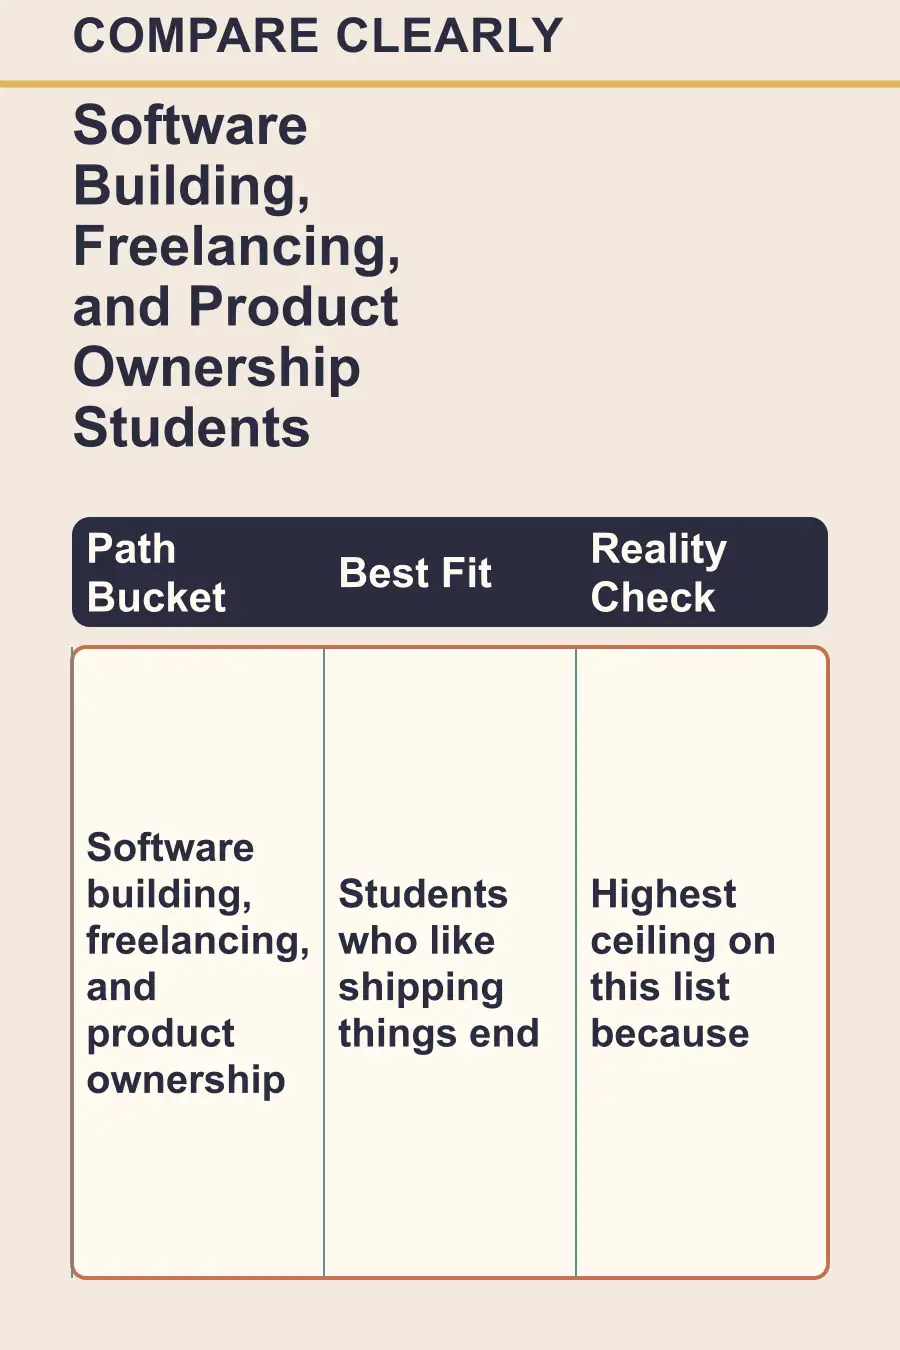 COMPARE CLEARLY
Software
Building,
Freelancing,
and Product
Ownership
Students
Path
Bucket
Best Fit
Reality
Check
Software
building,
freelancing,
and
product
ownership
Students
who like
shipping
things end
Highest
ceiling on
this list
because